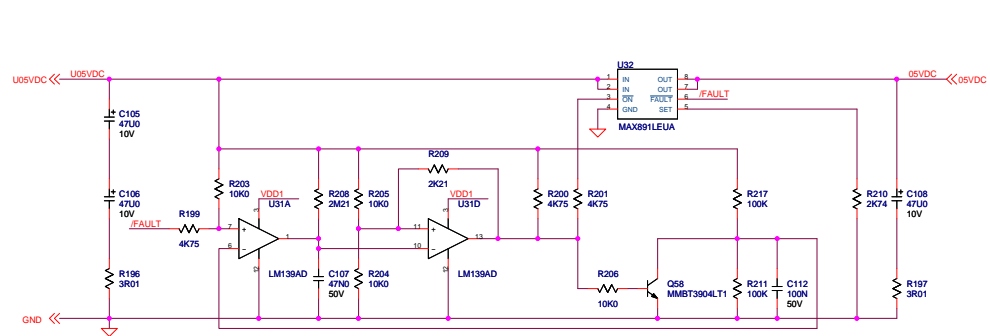 U32
U05VDC
U05VDC
1
IN
OUT
8
05VDC
05VDC
2
IN
OUT
7
3
ON
FAULT
6
/FAULT
4
GND
SET
5
MAX891LEUA
C105
47U0
10V
R209
2K21
R203
10K0
VDD1
U31A
R208
2M21
R205
10K0
VDD1
U31D
R200
4K75
R201
4K75
R217
100K
R210
2K74
C108
47U0
10V
C106
47U0
10V
R199
/FAULT
4K75
3
7
+
1
6
-
12
LM139AD
3
11
+
13
10
-
12
LM139AD
R196
3R01
C107
47N0
50V
R204
10K0
R206
10K0
Q58
MMBT3904LT1
R211
100K
C112
100N
50V
R197
3R01
GND